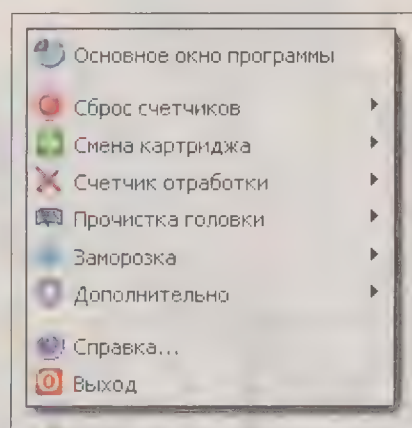 Основное окно программы
Сброс счетчиков
Смена картриджа
Счетчик отработки
Прочистка головки
Заморозка
Дополнительно
Справка...
Выход